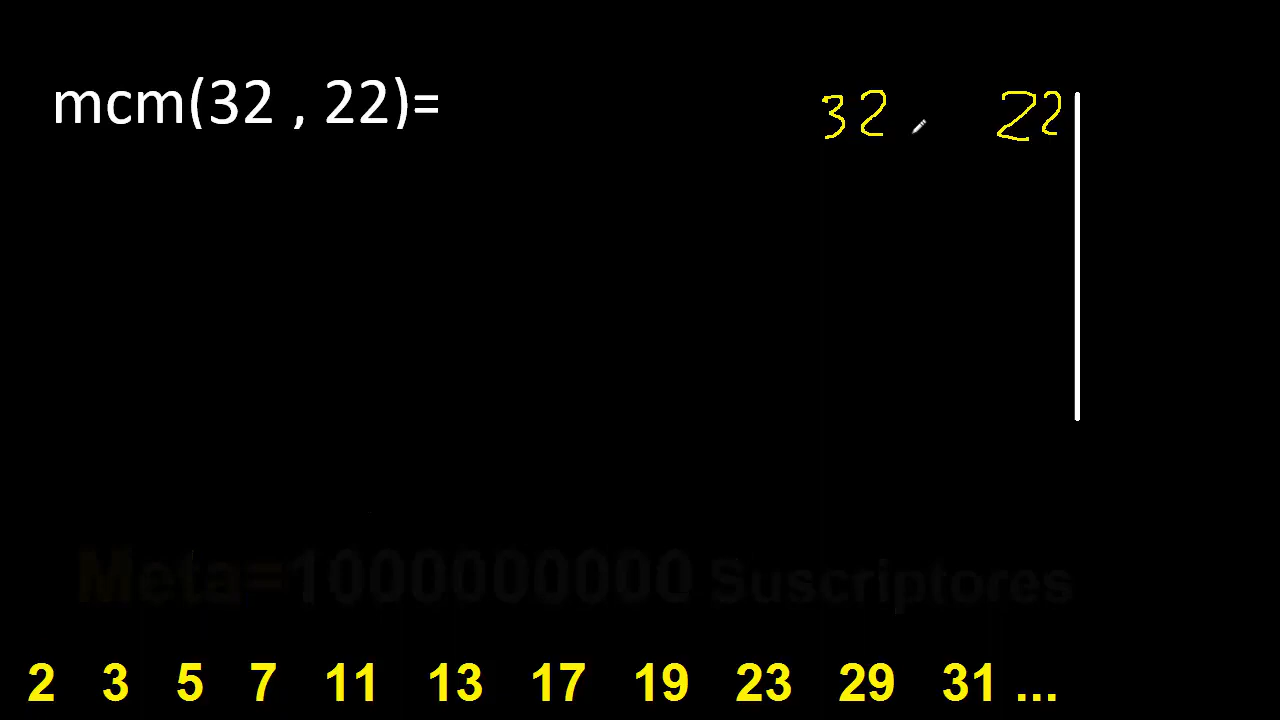 mcm(32 , 22)=
32 , 22
Meta=1000000000 Suscriptores
2 3 5 7 11 13 17 19 23 29 31 ...